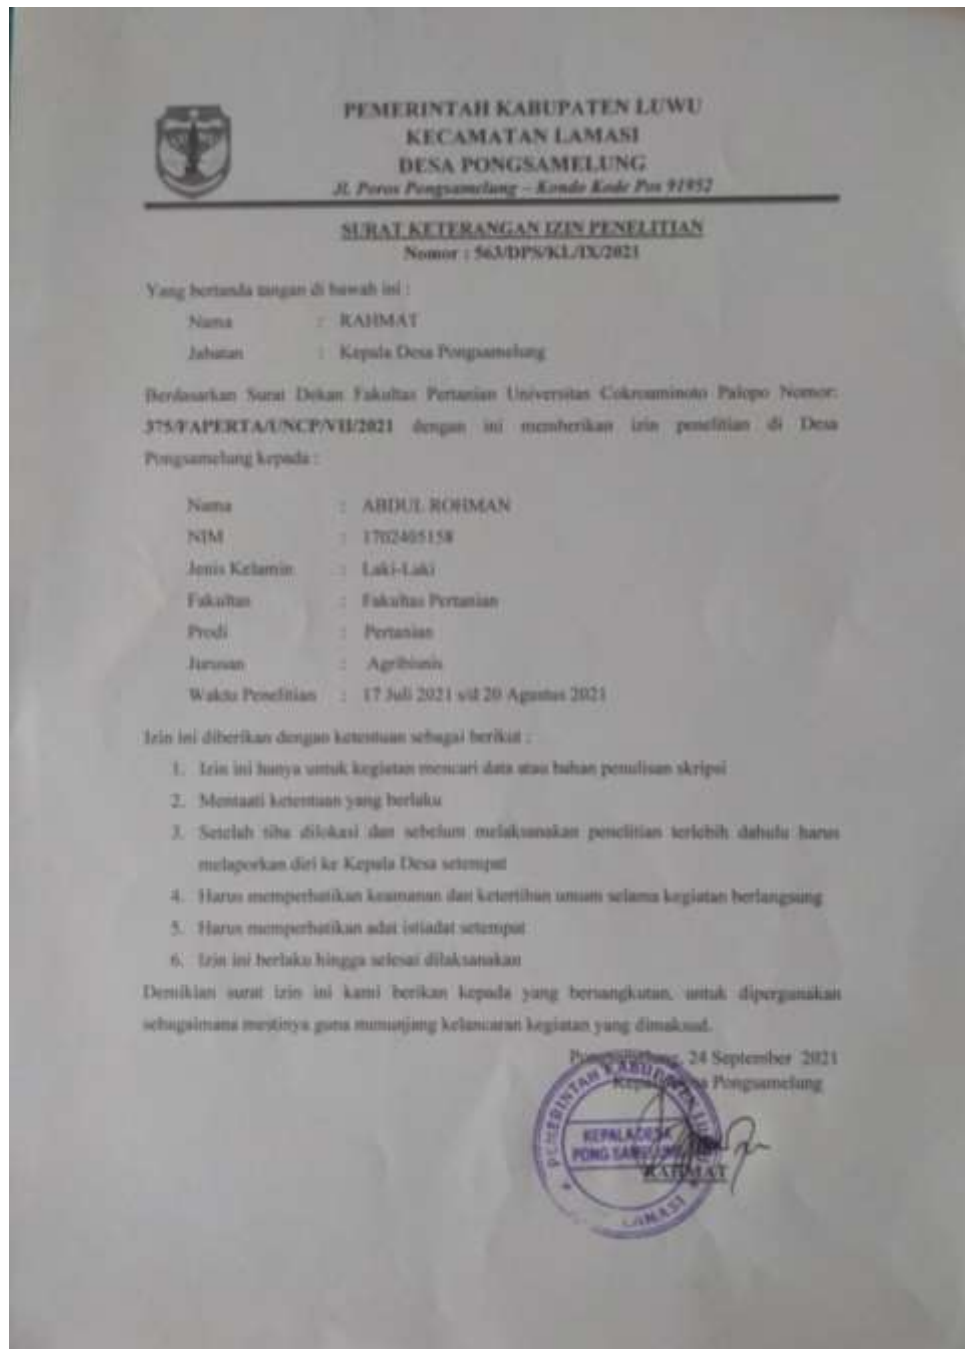 PEMERINTAH KABUPATEN LUWU
KECAMATAN LAMASI
DESA PONGSAMELUNG
Jl. Poros Pongsamelung – Kondo Kode Pos 91952
SURAT KETERANGAN IZIN PENELITIAN
Nomor : 563/DPS/KL/IX/2021
Yang bertanda tangan di bawah ini :
Nama : RAHMAT
Jabatan : Kepala Desa Pongsamelung
Berdasarkan Surat Dekan Fakultas Pertanian Universitas Cokroaminoto Palopo Nomor:
375/FAPERTA/UNCP/VII/2021 dengan ini memberikan izin penelitian di Desa
Pongsamelung kepada :
Nama : ABDUL ROHMAN
NIM : 1702405158
Jenis Kelamin : Laki-Laki
Fakultas : Fakultas Pertanian
Prodi : Pertanian
Jurusan : Agribisnis
Waktu Penelitian : 17 Juli 2021 s/d 20 Agustus 2021
Izin ini diberikan dengan ketentuan sebagai berikut :
1. Izin ini hanya untuk kegiatan mencari data atau bahan penulisan skripsi
2. Mentaati ketentuan yang berlaku
3. Setelah tiba dilokasi dan sebelum melaksanakan penelitian terlebih dahulu harus
melaporkan diri ke Kepala Desa setempat
4. Harus memperhatikan keamanan dan ketertiban umum selama kegiatan berlangsung
5. Harus memperhatikan adat istiadat setempat
6. Izin ini berlaku hingga selesai dilaksanakan
Demikian surat izin ini kami berikan kepada yang bersangkutan, untuk dipergunakan
sebagaimana mestinya guna menunjang kelancaran kegiatan yang dimaksud.
Pongsamelung, 24 September 2021
Kepala Desa Pongsamelung
PEMERINTAH KABUPATEN LUWU
KEPALA DESA
PONG SAMELUNG
LAMASI
RAHMAT